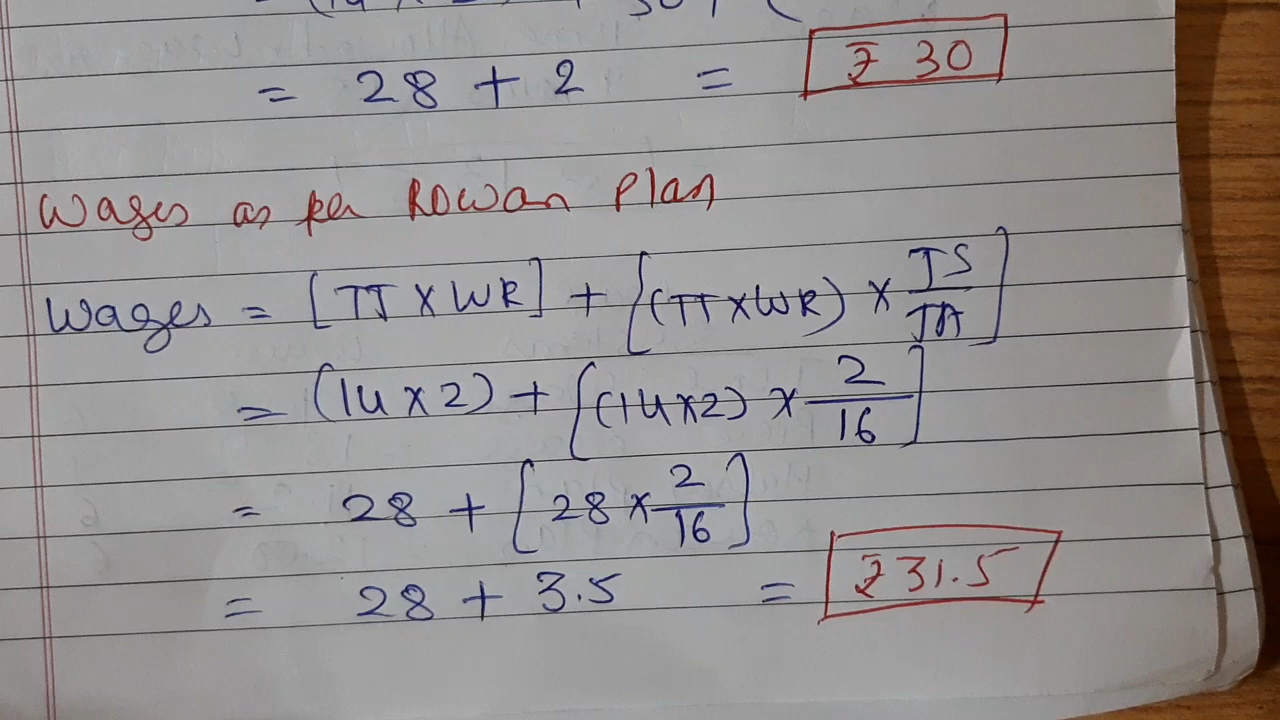 = 28 + 2 = ₹ 30
Wages as per Rowan Plan
Wages = [TT X WR] + [(TT X WR) X TS/TA]
= (14 X 2) + [(14 X 2) X 2/16]
= 28 + [28 X 2/16]
= 28 + 3.5 = ₹ 31.5